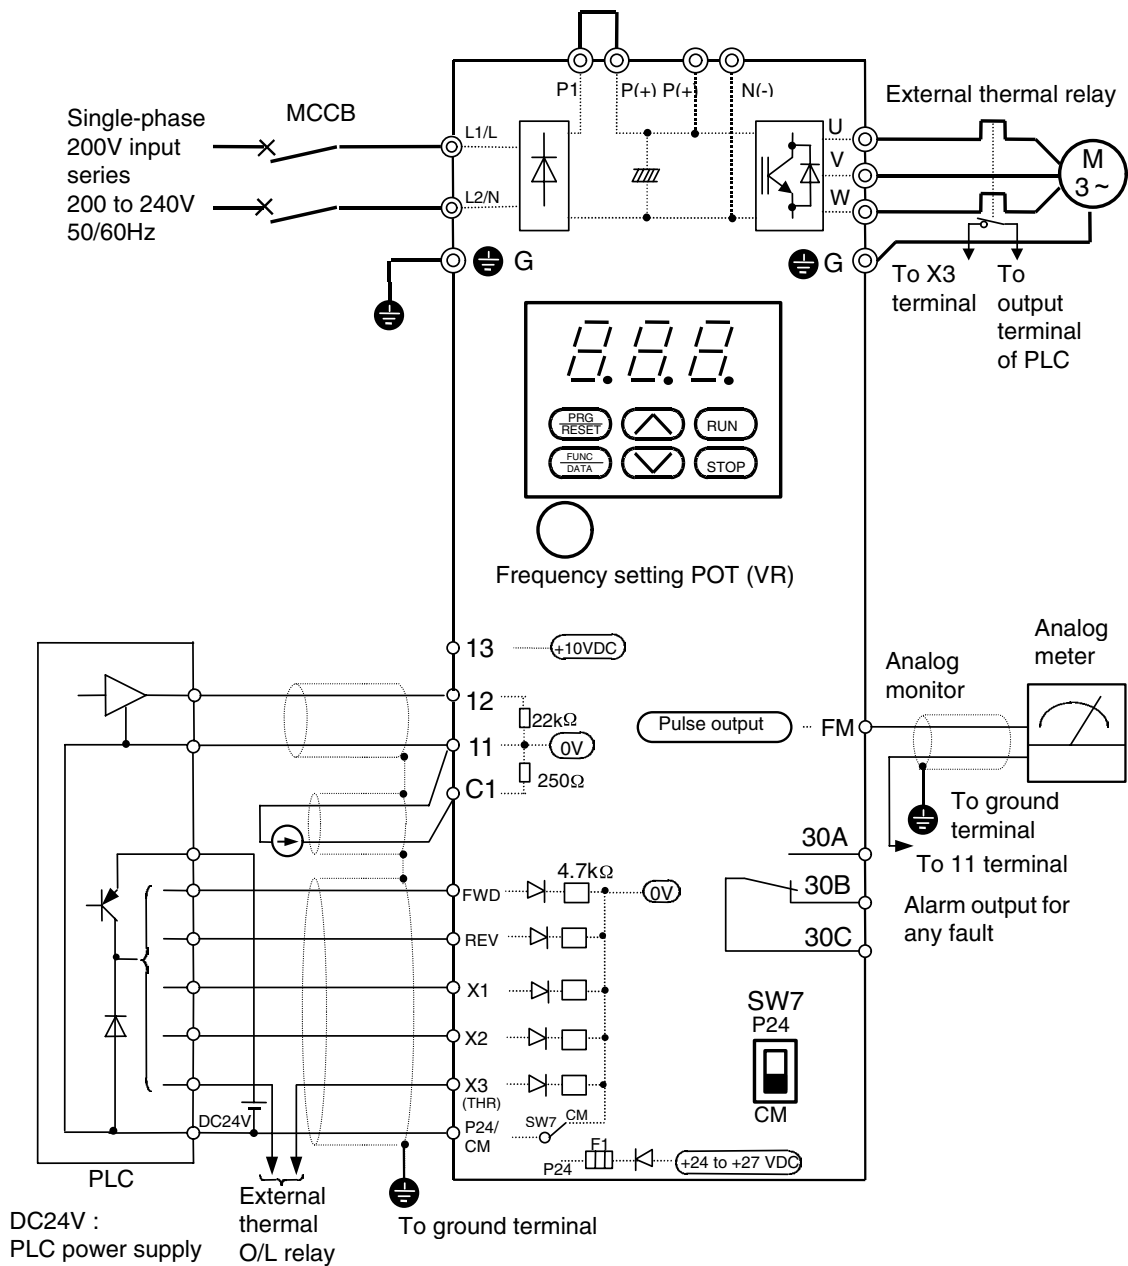 P1
P(+)
P(+)
N(-)
Single-phase
200V input
series
200 to 240V
50/60Hz
MCCB
L1/L
L2/N
G
U
V
W
G
External thermal relay
M
3~
To X3
terminal
To
output
terminal
of PLC
8.8.8.
PRG
RESET
RUN
FUNC
DATA
STOP
Frequency setting POT (VR)
13
+10VDC
12
22kΩ
11
0V
C1
250Ω
Pulse output
FM
Analog
monitor
Analog
meter
To ground
terminal
To 11 terminal
30A
30B
30C
Alarm output for
any fault
FWD
4.7kΩ
0V
REV
X1
X2
X3
(THR)
P24/
CM
SW7
CM
P24
F1
+24 to +27 VDC
SW7
P24
CM
DC24V
PLC
External
thermal
O/L relay
To ground terminal
DC24V :
PLC power supply